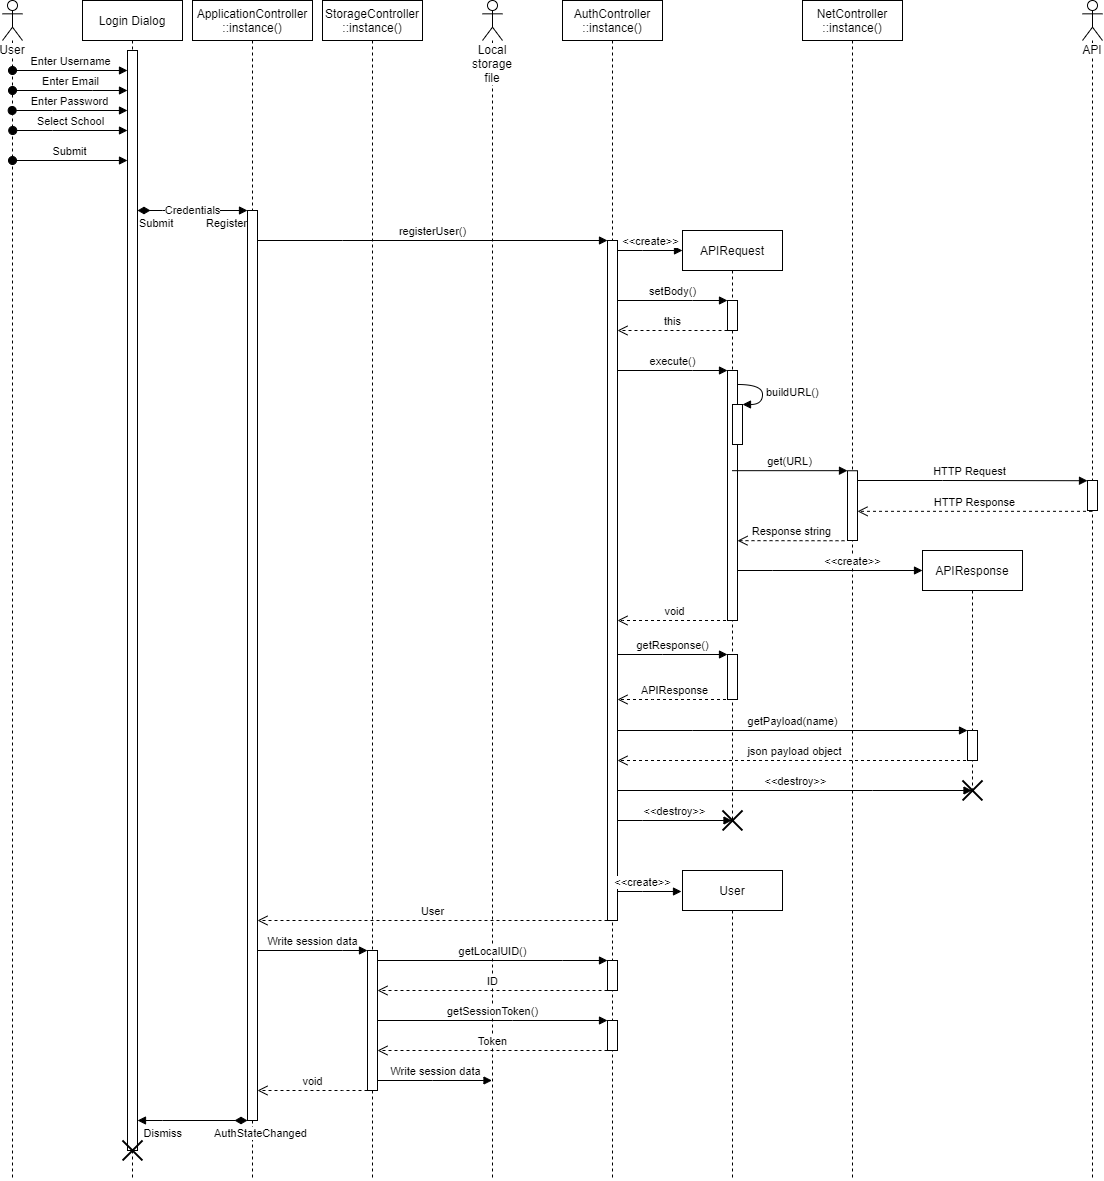 Login Dialog
ApplicationController
::instance()
StorageController
::instance()
AuthController
::instance()
NetController
::instance()
User
Local
storage
file
API
Enter Username
Enter Email
Enter Password
Select School
Submit
Credentials
Submit
Register
registerUser()
<<create>>
APIRequest
setBody()
this
execute()
buildURL()
get(URL)
HTTP Request
HTTP Response
Response string
<<create>>
APIResponse
void
getResponse()
APIResponse
getPayload(name)
json payload object
<<destroy>>
<<destroy>>
<<create>>
User
User
Write session data
getLocalUID()
ID
getSessionToken()
Token
Write session data
void
Dismiss
AuthStateChanged